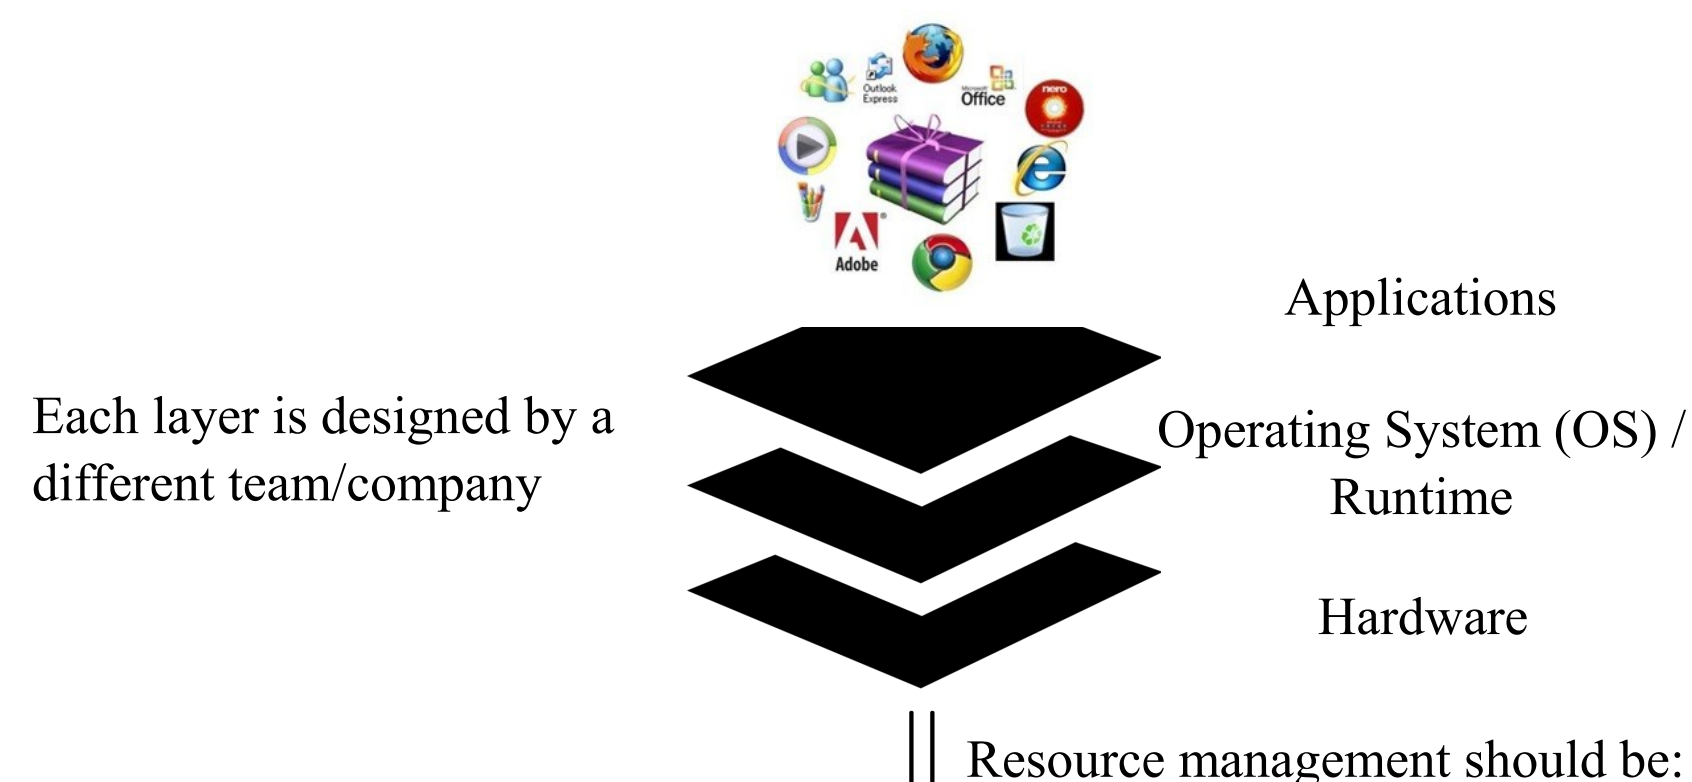 Outlook
Express
Microsoft
Office
nero
Adobe
Applications
Each layer is designed by a
different team/company
Operating System (OS) /
Runtime
Hardware
Resource management should be: